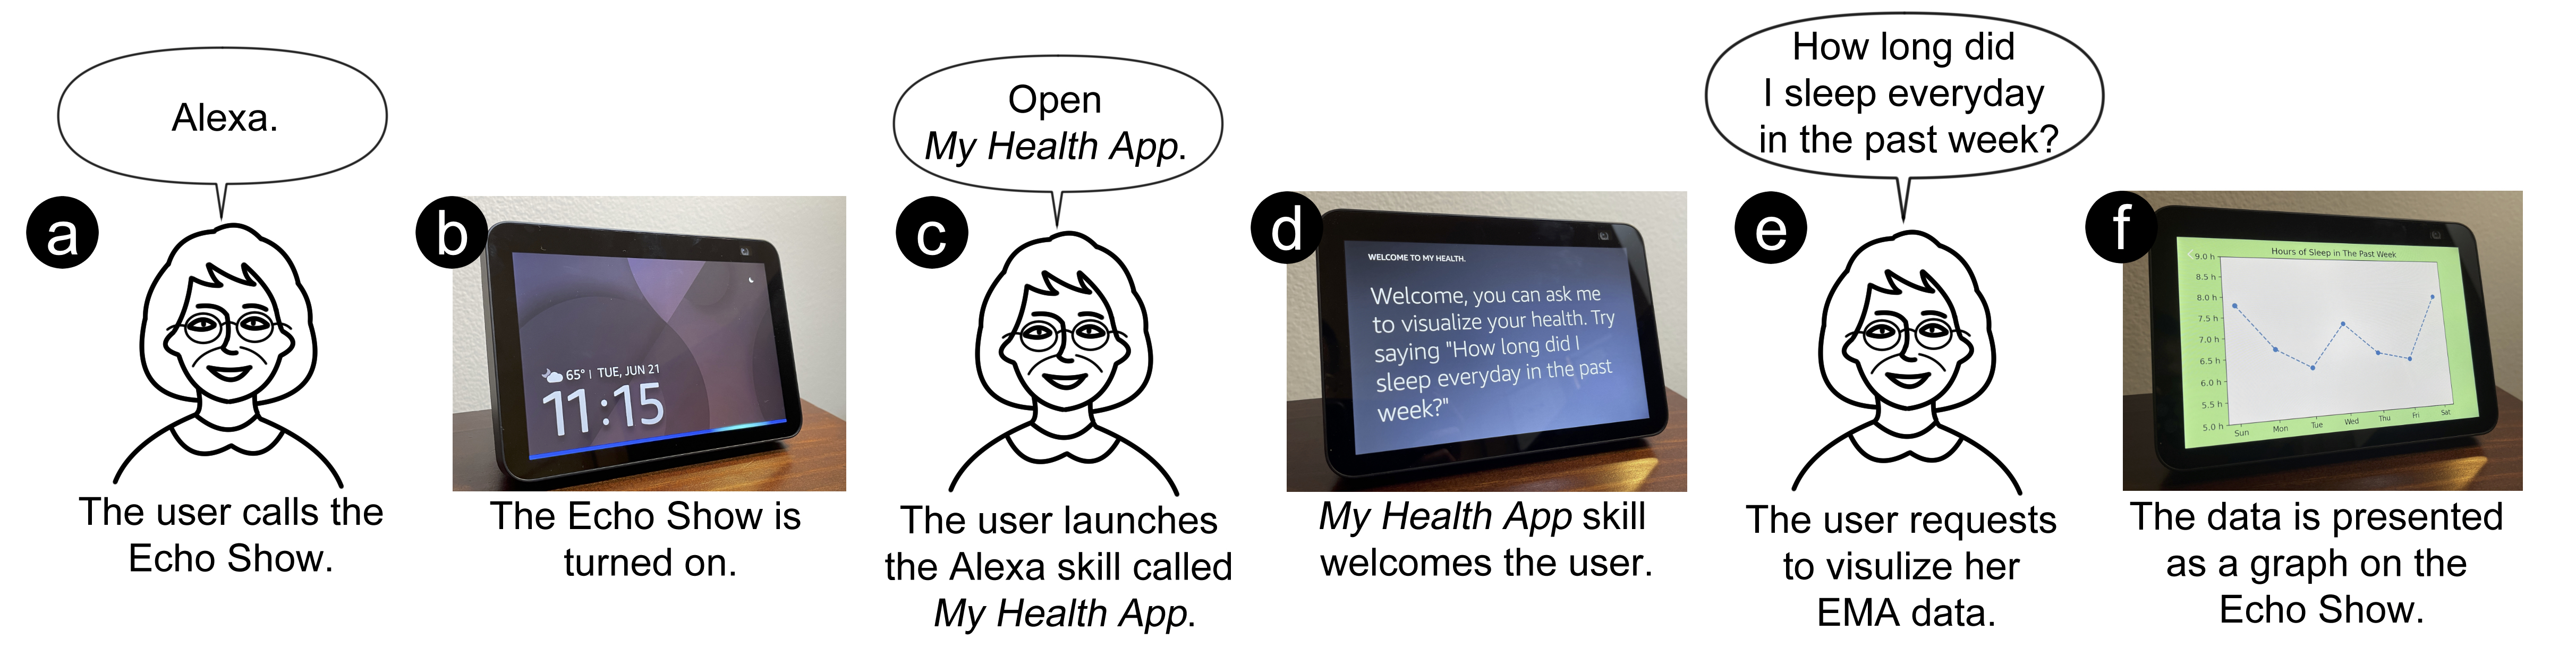 Alexa.
a
The user calls the
Echo Show.
b
65° | TUE, JUN 21
11:15
The Echo Show is
turned on.
Open
My Health App.
c
The user launches
the Alexa skill called
My Health App.
d
WELCOME TO MY HEALTH.
Welcome, you can ask me
to visualize your health. Try
saying "How long did I
sleep everyday in the past
week?"
My Health App skill
welcomes the user.
How long did
I sleep everyday
in the past week?
e
The user requests
to visulize her
EMA data.
f
Hours of Sleep in The Past Week
9.0 h
8.5 h
8.0 h
7.5 h
7.0 h
6.5 h
6.0 h
5.5 h
5.0 h
Sun Mon Tue Wed Thu Fri Sat
The data is presented
as a graph on the
Echo Show.